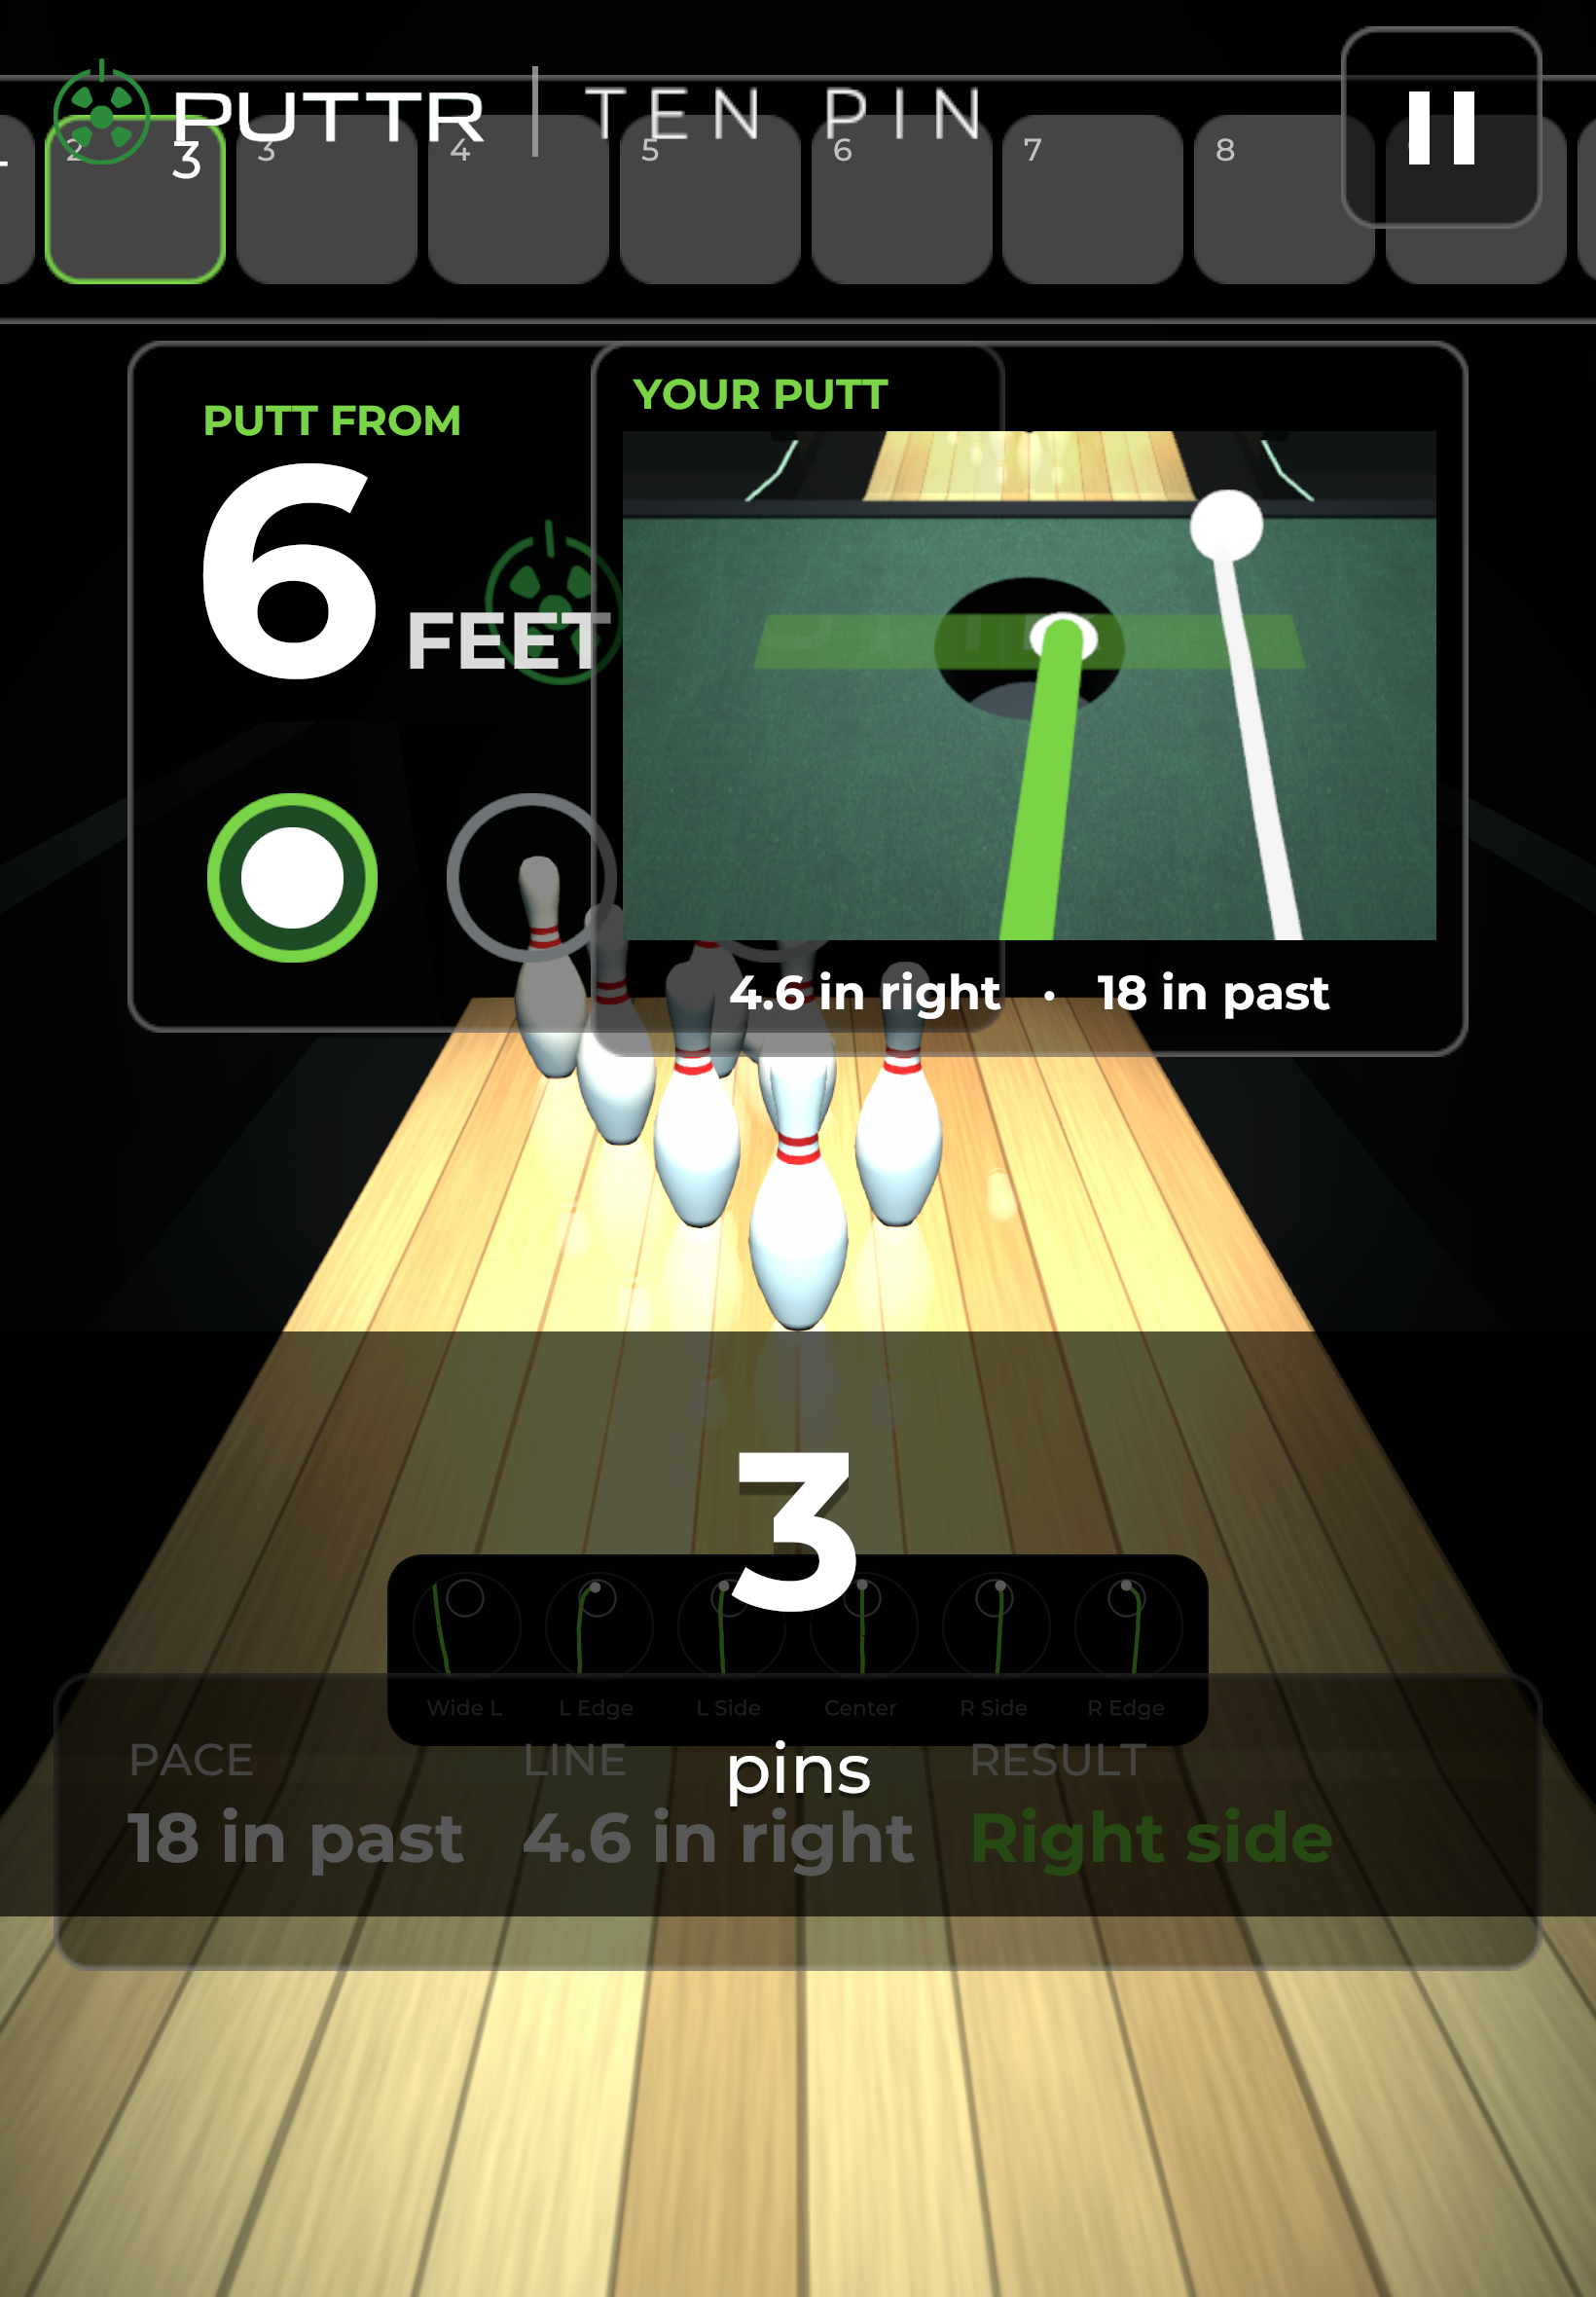 PUTTR | TEN PIN
2 3 3 4 5 6 7 8
PUTT FROM
6 FEET
YOUR PUTT
4.6 in right • 18 in past
3
Wide L L Edge L Side Center R Side R Edge
pins
PACE LINE RESULT
18 in past 4.6 in right Right side